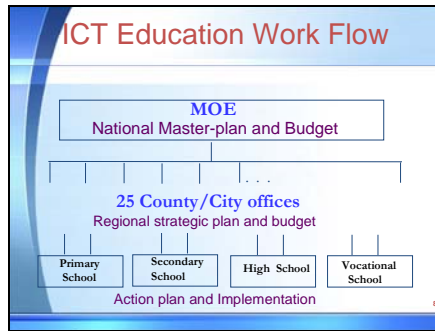 ICT Education Work Flow
MOE
National Master-plan and Budget
. . .
25 County/City offices
Regional strategic plan and budget
Primary School
Secondary School
High School
Vocational School
Action plan and Implementation